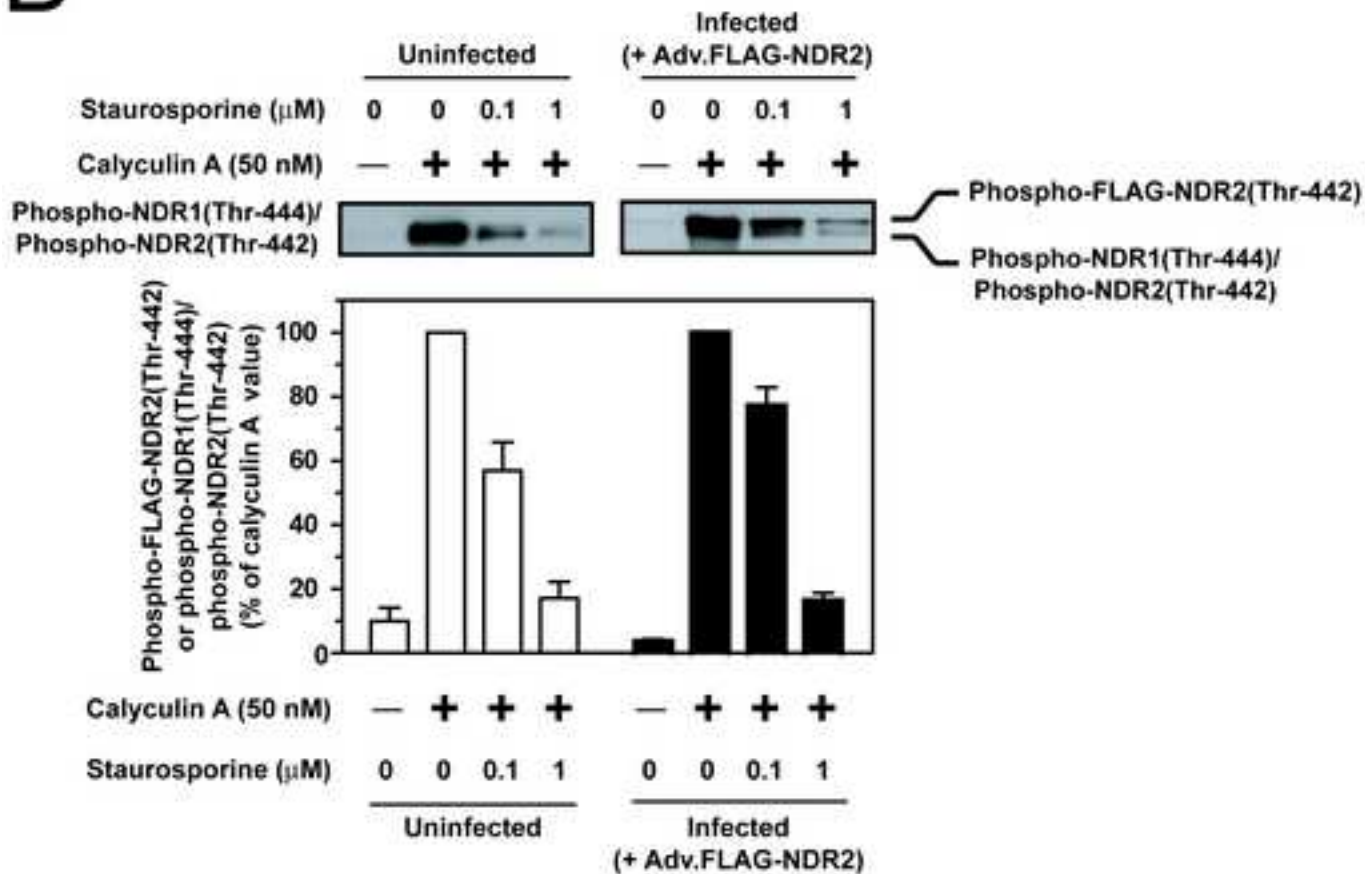 D
Infected
Uninfected (+ Adv.FLAG-NDR2)
Staurosporine (μM) 0 0 0.1 1 0 0 0.1 1
Calyculin A (50 nM) — + + + — + + +
Phospho-FLAG-NDR2(Thr-442)
Phospho-NDR1(Thr-444)/
Phospho-NDR2(Thr-442)
Phospho-NDR1(Thr-444)/
Phospho-NDR2(Thr-442)
Phospho-FLAG-NDR2(Thr-442)
or phospho-NDR1(Thr-444)/
phospho-NDR2(Thr-442)
(% of calyculin A value)
100
80
60
40
20
0
Calyculin A (50 nM) — + + + — + + +
Staurosporine (μM) 0 0 0.1 1 0 0 0.1 1
Uninfected Infected
(+ Adv.FLAG-NDR2)